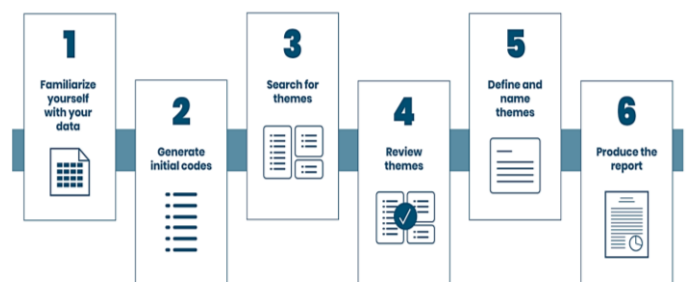 1
Familiarize
yourself
with your
data
2
Generate
initial codes
3
Search for
themes
4
Review
themes
5
Define and
name
themes
6
Produce the
report